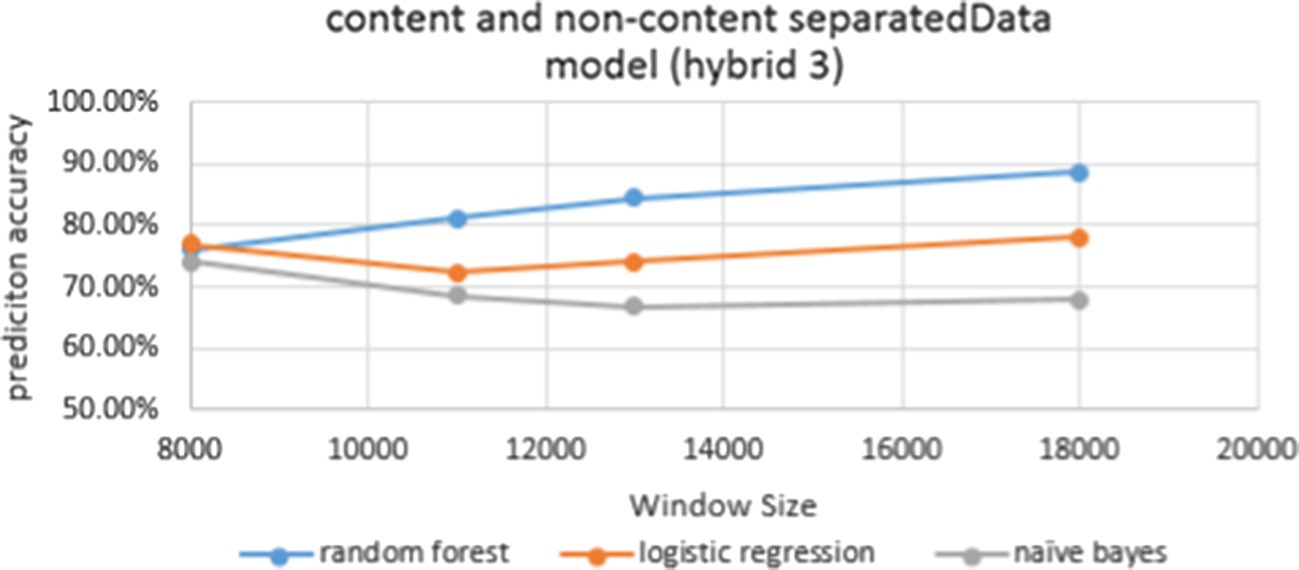 content and non-content separatedData
model (hybrid 3)
100.00%
90.00%
80.00%
70.00%
60.00%
50.00%
prediciton accuracy
8000 10000 12000 14000 16000 18000 20000
Window Size
random forest logistic regression naïve bayes